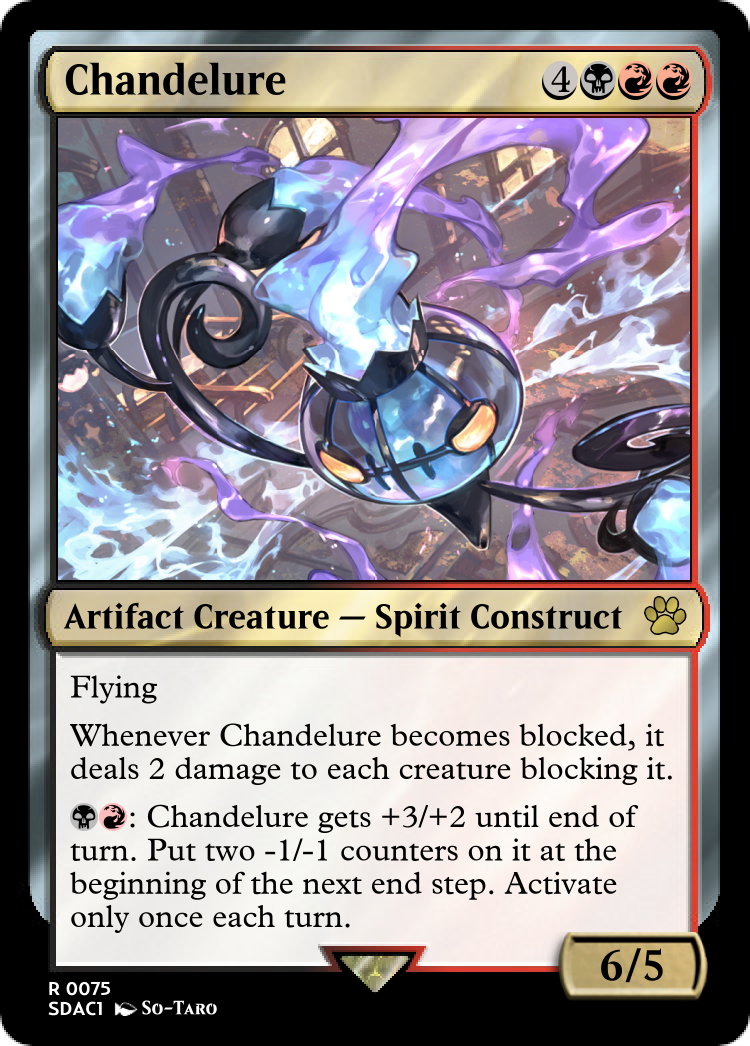 Chandelure 4
Artifact Creature — Spirit Construct
Flying
Whenever Chandelure becomes blocked, it
deals 2 damage to each creature blocking it.
: Chandelure gets +3/+2 until end of
turn. Put two -1/-1 counters on it at the
beginning of the next end step. Activate
only once each turn.
6/5
R 0075
SDAC1 So-Taro